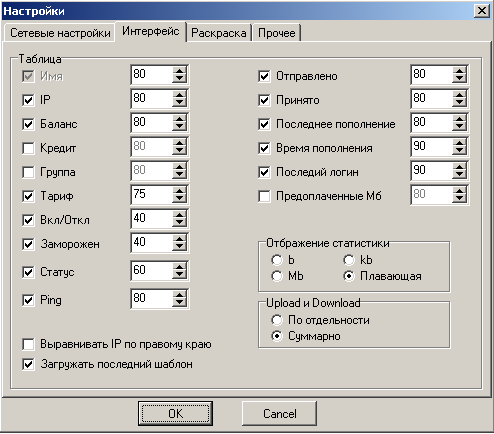 Настройки
Сетевые настройки Интерфейс Раскраска Прочее
Таблица
Имя 80
IP 80
Баланс 80
Кредит 80
Группа 80
Тариф 75
Вкл/Откл 40
Заморожен 40
Статус 60
Ping 80
Отправлено 80
Принято 80
Последнее пополнение 80
Время пополнения 90
Последий логин 90
Предоплаченные Мб 80
Отбражение статистики
b kb
Mb Плавающая
Upload и Download
По отдельности
Суммарно
Выравнивать IP по правому краю
Загружать последний шаблон
OK Cancel